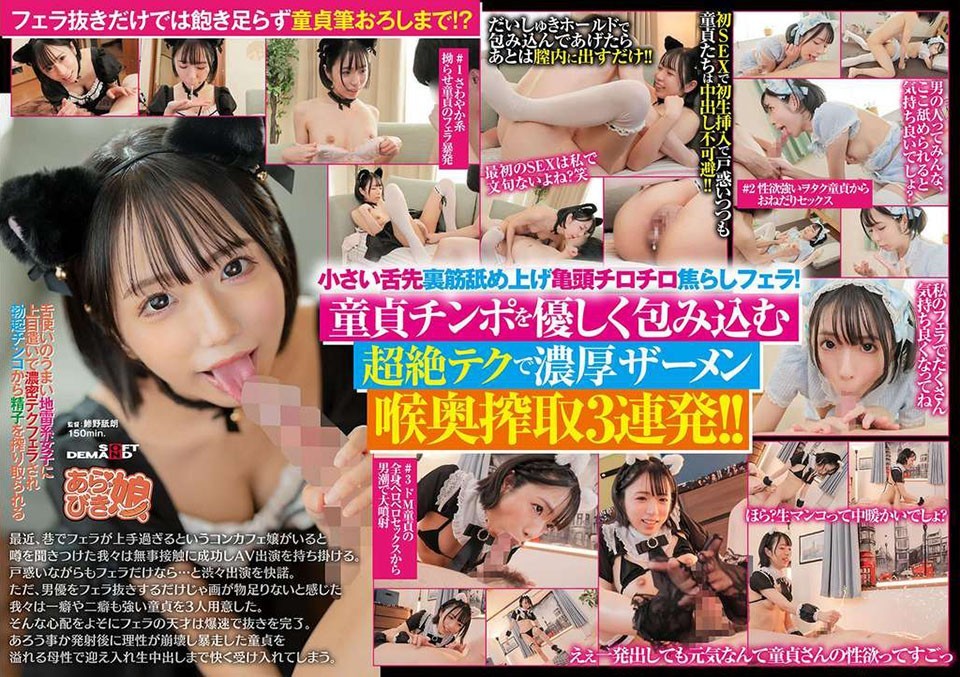 フェラ抜きだけでは飽き足らず童貞筆おろしまで!?
#1さわやか系
拗らせ童貞のフェラ暴発
だいしゅきホールドで
包み込んであげたら
あとは膣内に出すだけ!!
初SEXで初生挿入で戸惑いつつも
童貞たちは中出し不可避!!
最初のSEXは私で
文句ないよね?笑
男の人ってみんな、
ここ舐められると
気持ち良いでしょ?
#2 性欲強いヲタク童貞から
おねだりセックス
小さい舌先裏筋舐め上げ亀頭チロチロ焦らしフェラ!
童貞チンポを優しく包み込む
超絶テクで濃厚ザーメン
喉奥搾取3連発!!
私のフェラでたくさん
気持ち良くなってね
舌使いのうまい地雷系女子に
上目遣いで濃密テクフェラされ
勃起チンコから精子を搾り取られる
監督:鯵野舐朗
150min.
SOFT
ON
DEMAND
あらびき娘。
#3 ドM童貞の
全身ベロベロセックスから
男潮で大噴射
ほら?生マンコって中暖かいでしょ?
最近、巷でフェラが上手過ぎるというコンカフェ嬢がいると
噂を聞きつけた我々は無事接触に成功しAV出演を持ち掛ける。
戸惑いながらもフェラだけなら…と渋々出演を快諾。
ただ、男優をフェラ抜きするだけじゃ画が物足りないと感じた
我々は一癖や二癖も強い童貞を3人用意した。
そんな心配をよそにフェラの天才は爆速で抜きを完了。
あろう事か発射後に理性が崩壊し暴走した童貞を
溢れる母性で迎え入れ生中出しまで快く受け入れてしまう。
えぇ一発出しても元気なんて童貞さんの性欲ってすごっ